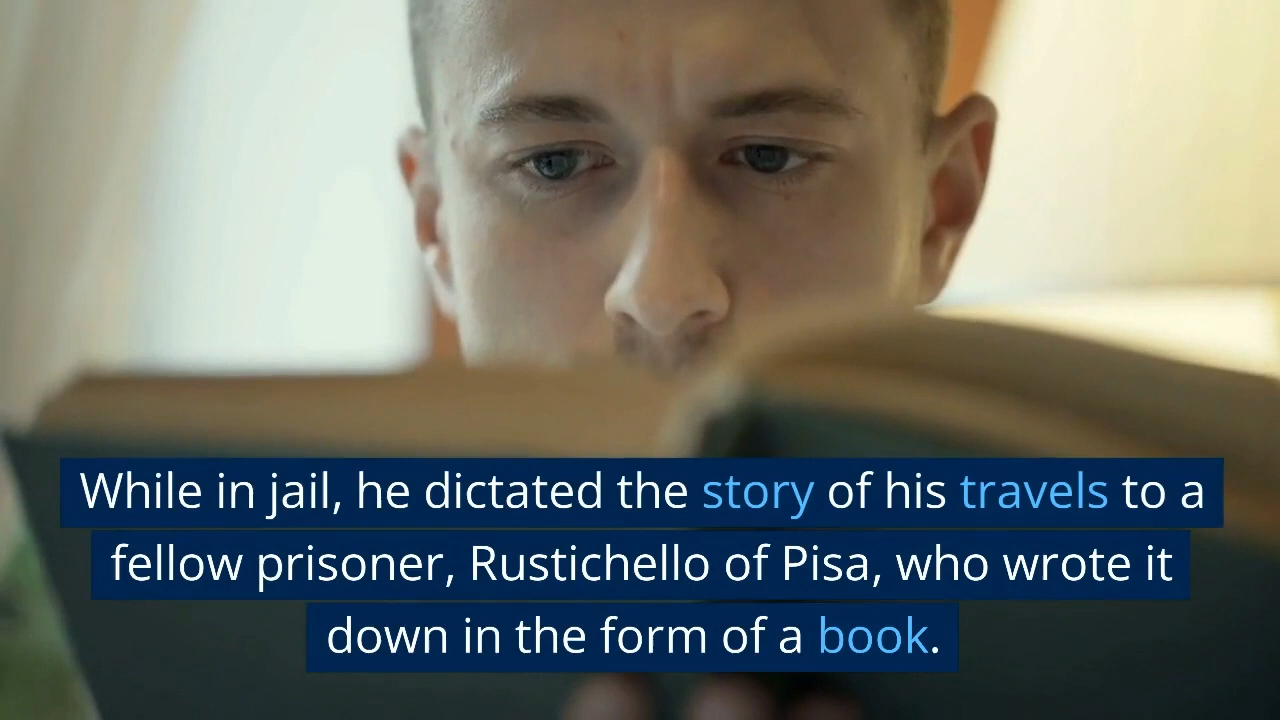 While in jail, he dictated the story of his travels to a
fellow prisoner, Rustichello of Pisa, who wrote it
down in the form of a book.